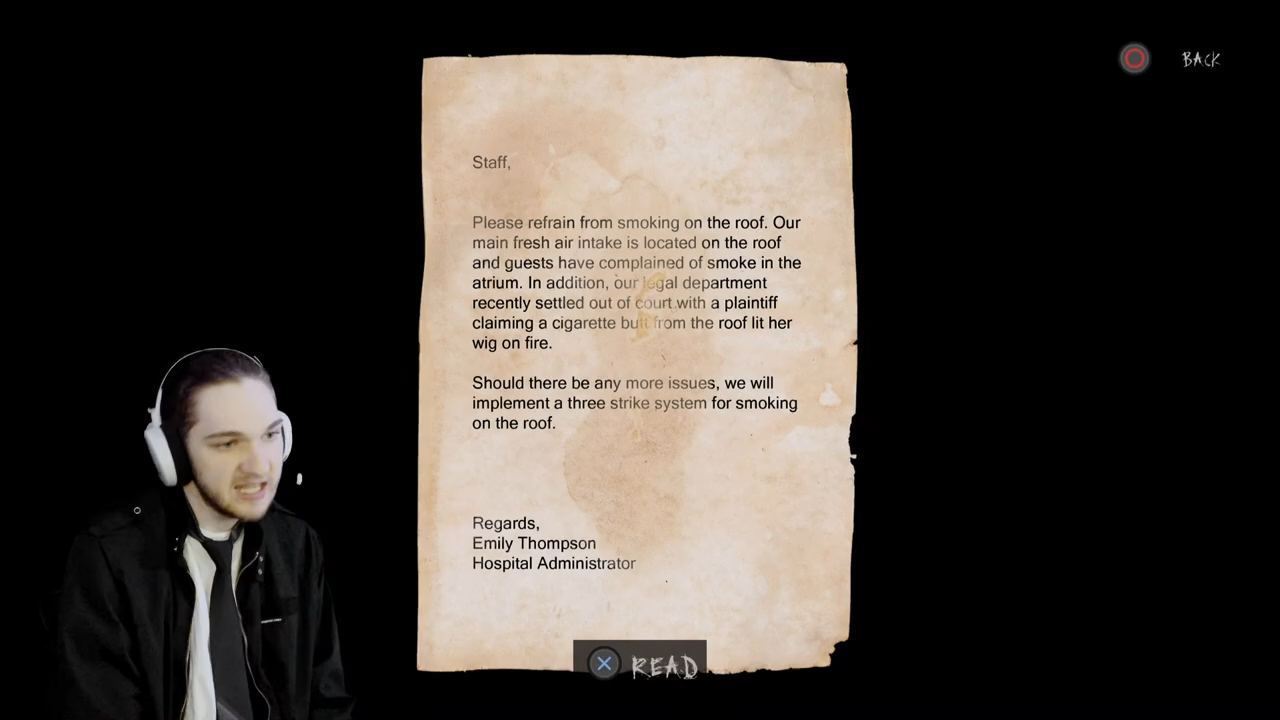 BACK
Staff,
Please refrain from smoking on the roof. Our
main fresh air intake is located on the roof
and guests have complained of smoke in the
atrium. In addition, our legal department
recently settled out of court with a plaintiff
claiming a cigarette butt from the roof lit her
wig on fire.
Should there be any more issues, we will
implement a three strike system for smoking
on the roof.
Regards,
Emily Thompson
Hospital Administrator
READ